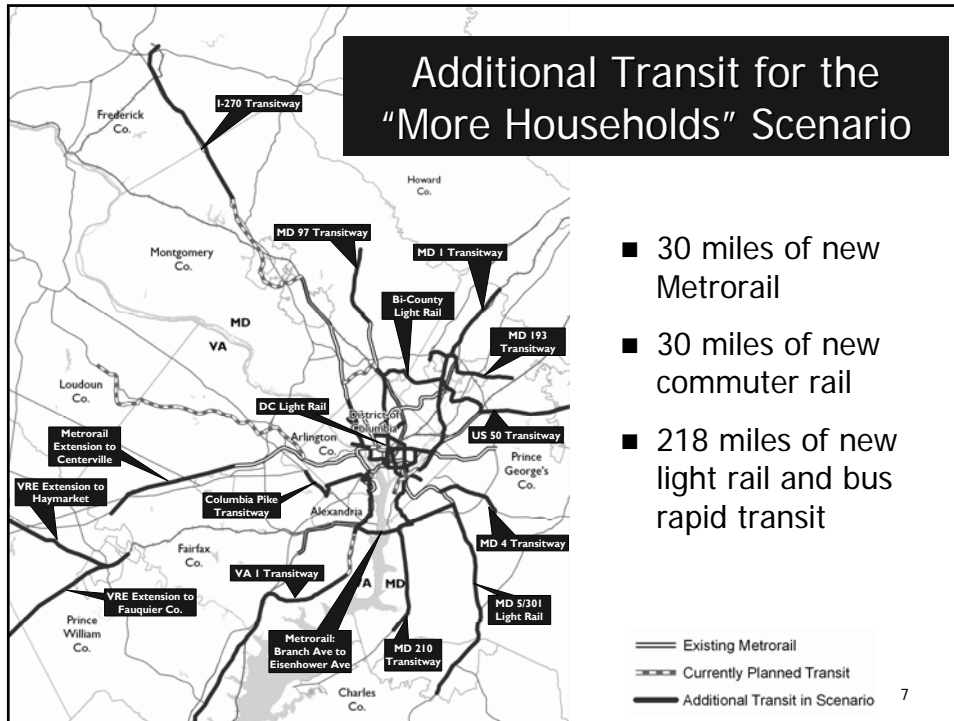 Additional Transit for the
“More Households” Scenario
I-270 Transitway
Frederick
Co.
Howard
Co.
MD 97 Transitway
MD 1 Transitway
Montgomery
Co.
Bi-County
Light Rail
MD
VA
MD 193
Transitway
Loudoun
Co.
DC Light Rail
District of
Columbia
Arlington
Co.
US 50 Transitway
Metrorail
Extension to
Centerville
Prince
George's
Co.
VRE Extension to
Haymarket
Columbia Pike
Transitway
Alexandria
MD 4 Transitway
Fairfax
Co.
VA 1 Transitway
VA
MD
VRE Extension to
Fauquier Co.
MD 5/301
Light Rail
Prince
William
Co.
Metrorail:
Branch Ave to
Eisenhower Ave
MD 210
Transitway
Charles
Co.
■ 30 miles of new
Metrorail
■ 30 miles of new
commuter rail
■ 218 miles of new
light rail and bus
rapid transit
Existing Metrorail
Currently Planned Transit
Additional Transit in Scenario
7